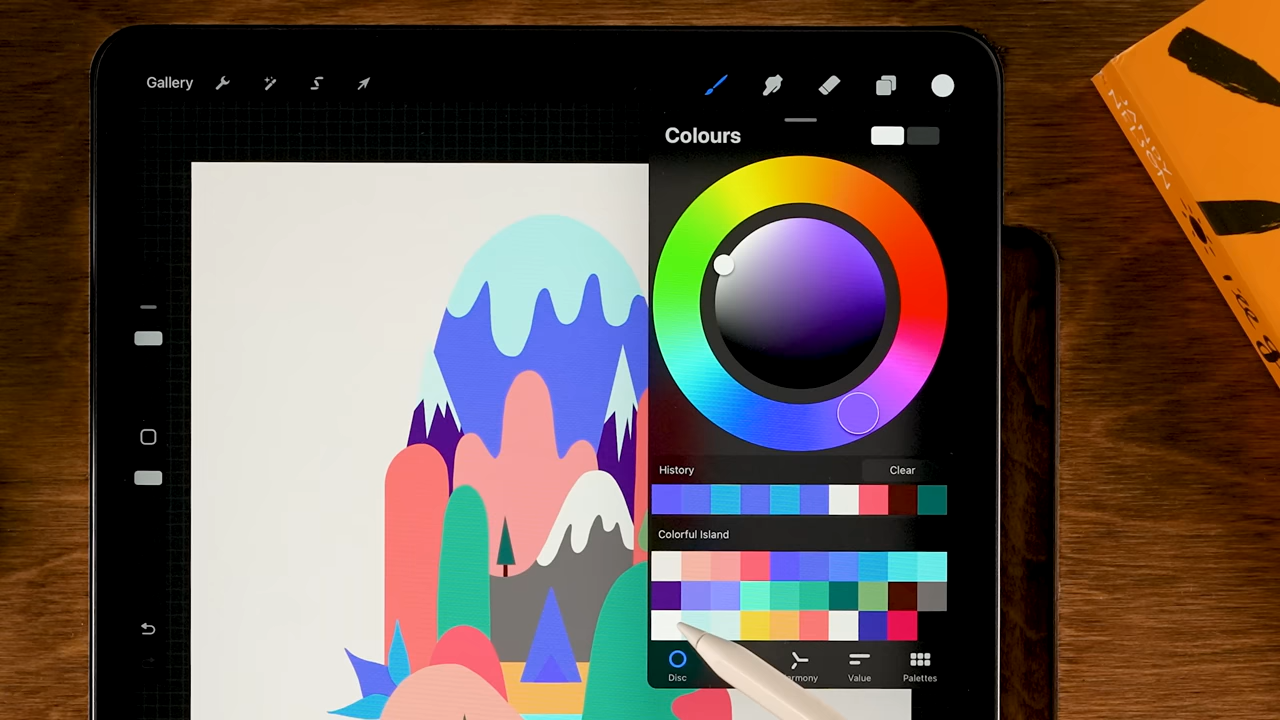 Gallery
Colours
History
Clear
Colorful Island
Disc
Value
Palettes